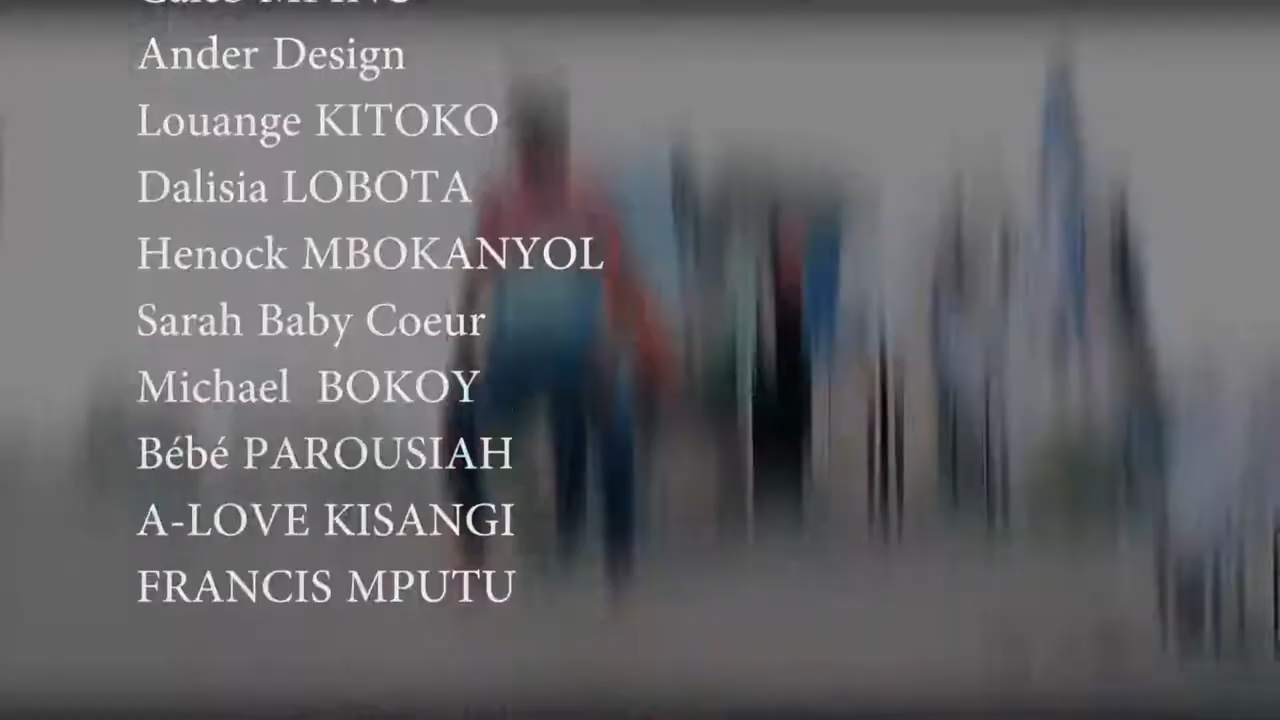 Ander Design
Louange KITOKO
Dalisia LOBOTA
Henock MBOKANYOL
Sarah Baby Coeur
Michael BOKOY
Bébé PAROUSIAH
A-LOVE KISANGI
FRANCIS MPUTU